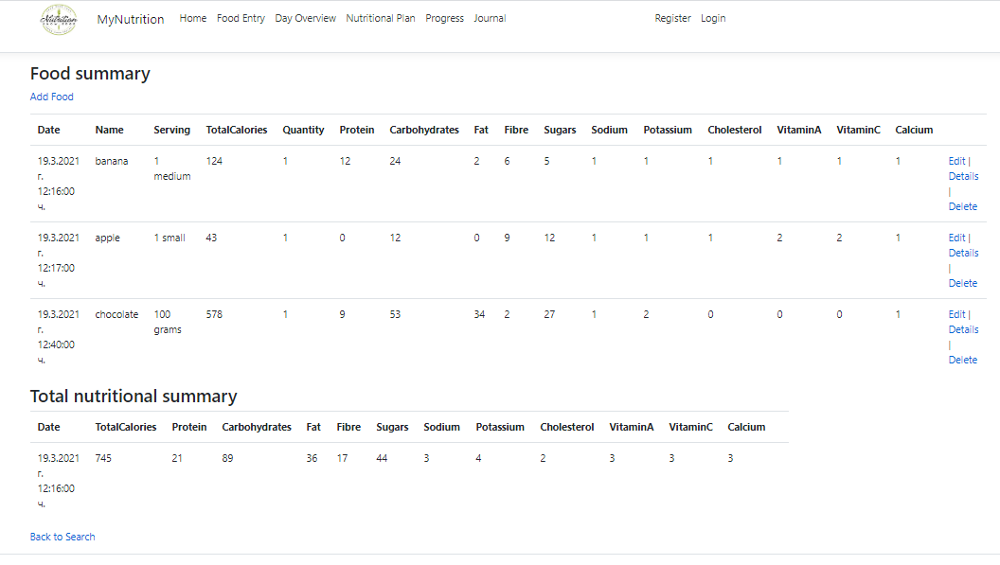 Nutrition
MyNutrition Home Food Entry Day Overview Nutritional Plan Progress Journal Register Login
Food summary
Add Food
Date Name Serving TotalCalories Quantity Protein Carbohydrates Fat Fibre Sugars Sodium Potassium Cholesterol VitaminA VitaminC Calcium
19.3.2021 banana 1 124 1 12 24 2 6 5 1 1 1 1 1 1 Edit |
г. medium Details
12:16:00 |
ч. Delete
19.3.2021 apple 1 small 43 1 0 12 0 9 12 1 1 1 2 2 1 Edit |
г. Details
12:17:00 |
ч. Delete
19.3.2021 chocolate 100 578 1 9 53 34 2 27 1 2 0 0 0 1 Edit |
г. grams Details
12:40:00 |
ч. Delete
Total nutritional summary
Date TotalCalories Protein Carbohydrates Fat Fibre Sugars Sodium Potassium Cholesterol VitaminA VitaminC Calcium
19.3.2021 745 21 89 36 17 44 3 4 2 3 3 3
г.
12:16:00
ч.
Back to Search